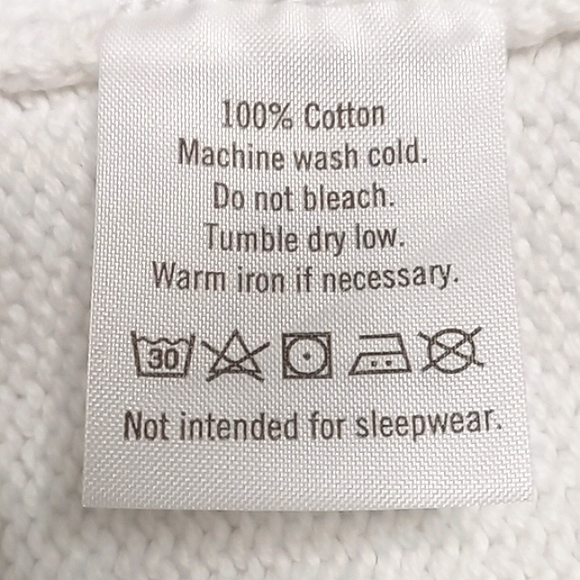 100% Cotton
Machine wash cold.
Do not bleach.
Tumble dry low.
Warm iron if necessary.
30
Not intended for sleepwear.